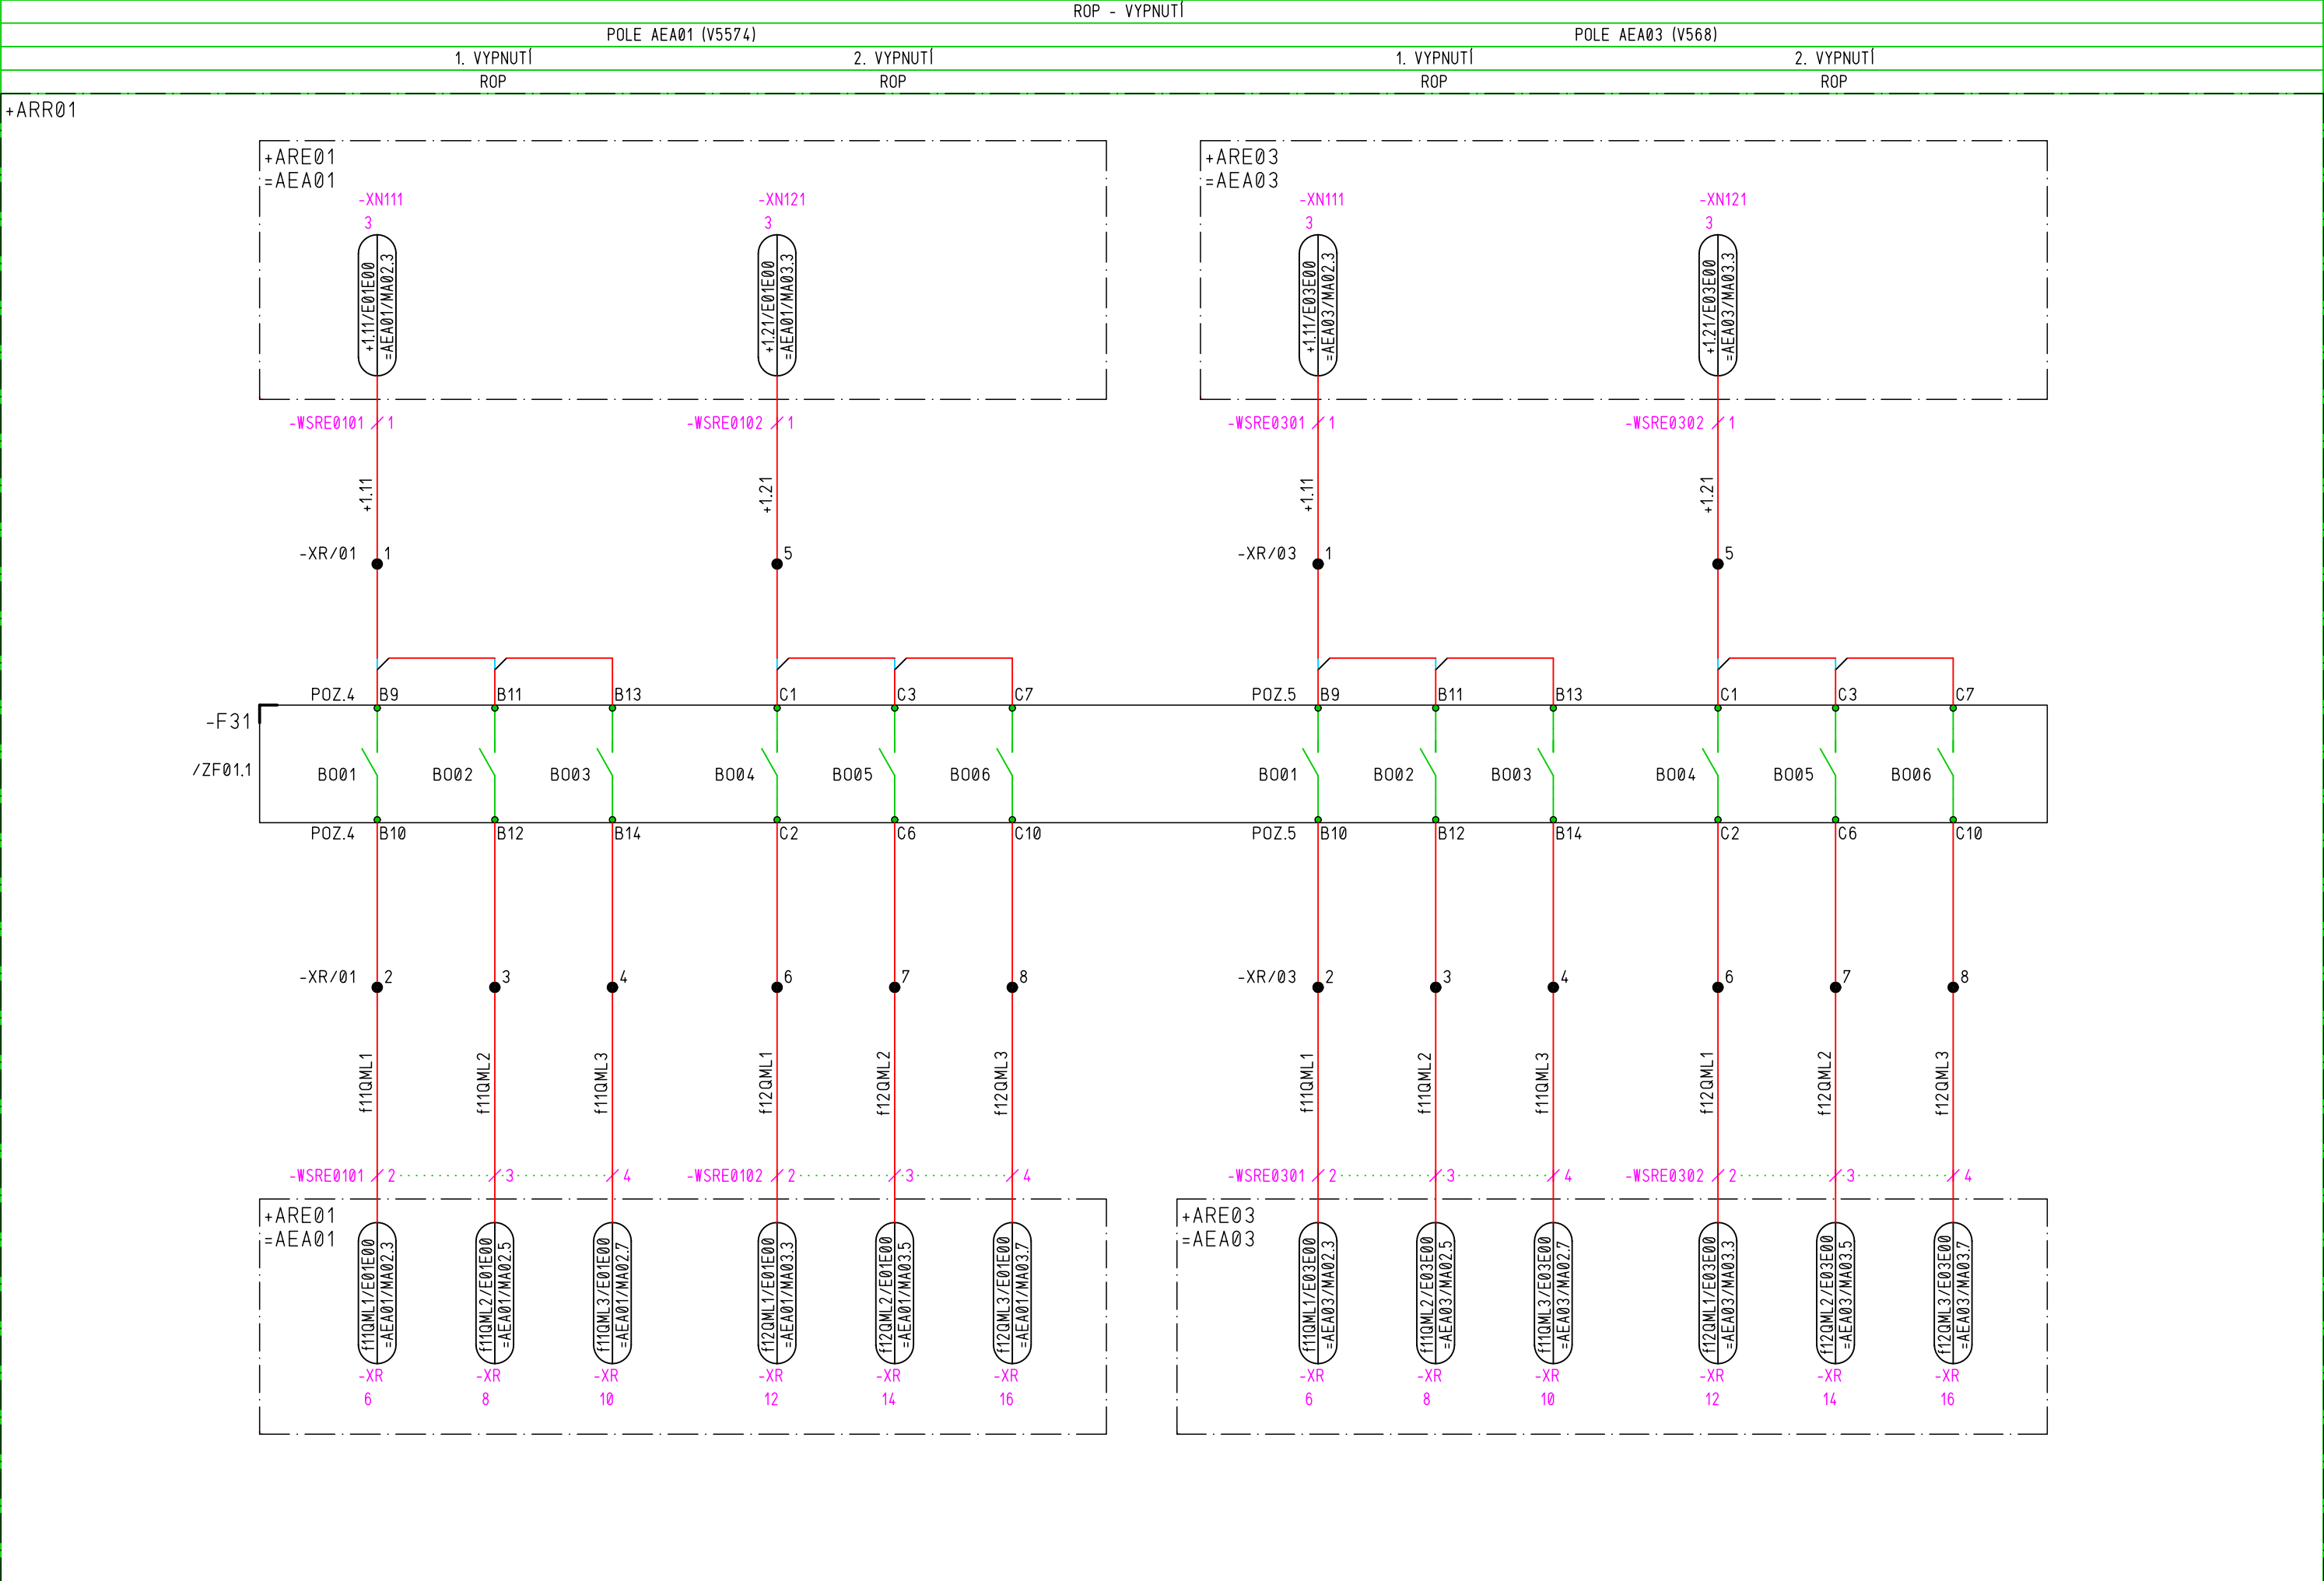 ROP - VYPNUTÍ
POLE AEA01 (V5574) POLE AEA03 (V568)
1. VYPNUTÍ 2. VYPNUTÍ 1. VYPNUTÍ 2. VYPNUTÍ
ROP ROP ROP ROP
+ARR01
+ARE01 +ARE03
=AEA01 =AEA03
-XN111 -XN121 -XN111 -XN121
3 3 3 3
+1.11/E01E00 +1.21/E01E00 +1.11/E03E00 +1.21/E03E00
=AEA01/MA02.3 =AEA01/MA03.3 =AEA03/MA02.3 =AEA03/MA03.3
-WSRE0101 1 -WSRE0102 1 -WSRE0301 1 -WSRE0302 1
+1.11 +1.21 +1.11 +1.21
-XR/01 1 5 -XR/03 1 5
POZ.4 B9 B11 B13 C1 C3 C7 POZ.5 B9 B11 B13 C1 C3 C7
-F31
/ZF01.1
BO01 BO02 BO03 BO04 BO05 BO06 BO01 BO02 BO03 BO04 BO05 BO06
POZ.4 B10 B12 B14 C2 C6 C10 POZ.5 B10 B12 B14 C2 C6 C10
-XR/01 2 3 4 6 7 8 -XR/03 2 3 4 6 7 8
f11QML1 f11QML2 f11QML3 f12QML1 f12QML2 f12QML3 f11QML1 f11QML2 f11QML3 f12QML1 f12QML2 f12QML3
-WSRE0101 2 3 4 -WSRE0102 2 3 4 -WSRE0301 2 3 4 -WSRE0302 2 3 4
+ARE01 +ARE03
=AEA01 =AEA03
f11QML1/E01E00 f11QML2/E01E00 f11QML3/E01E00 f12QML1/E01E00 f12QML2/E01E00 f12QML3/E01E00 f11QML1/E03E00 f11QML2/E03E00 f11QML3/E03E00 f12QML1/E03E00 f12QML2/E03E00 f12QML3/E03E00
=AEA01/MA02.3 =AEA01/MA02.5 =AEA01/MA02.7 =AEA01/MA03.3 =AEA01/MA03.5 =AEA01/MA03.7 =AEA03/MA02.3 =AEA03/MA02.5 =AEA03/MA02.7 =AEA03/MA03.3 =AEA03/MA03.5 =AEA03/MA03.7
-XR -XR -XR -XR -XR -XR -XR -XR -XR -XR -XR -XR
6 8 10 12 14 16 6 8 10 12 14 16